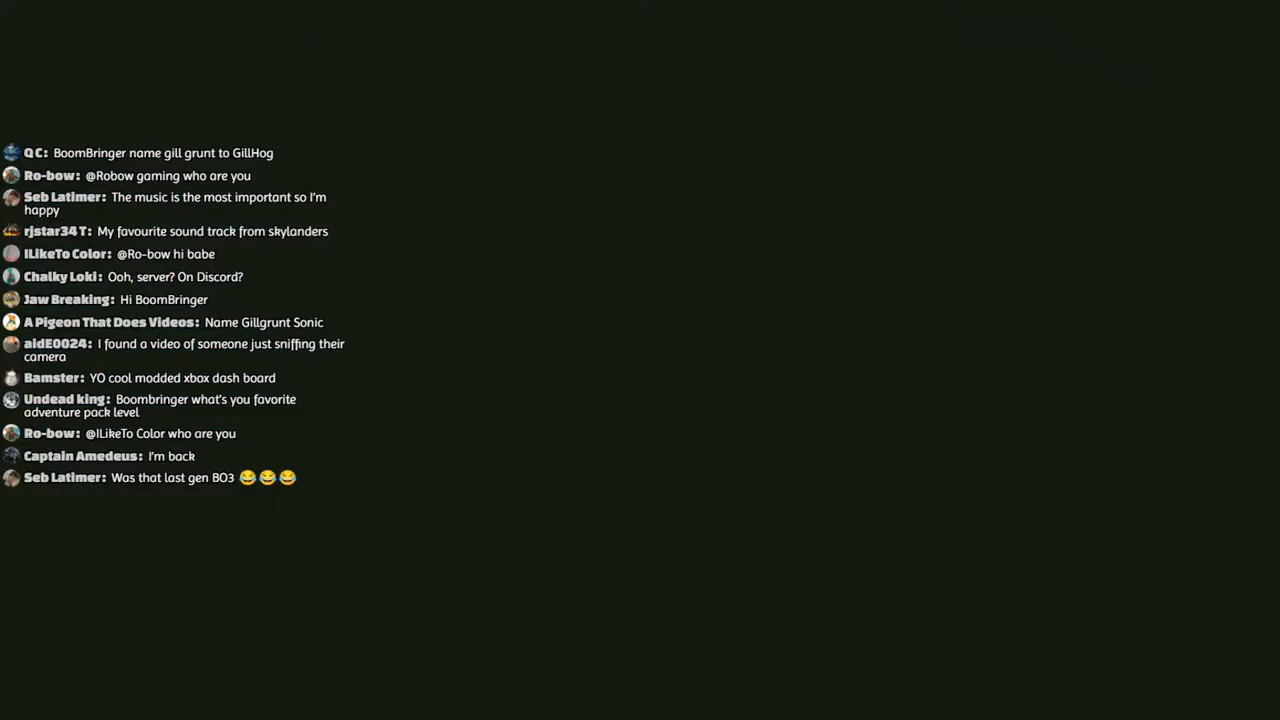 Q C: BoomBringer name gill grunt to GillHog
Ro-bow: @Robow gaming who are you
Seb Latimer: The music is the most important so I'm
happy
rjstar34 T: My favourite sound track from skylanders
ILikeTo Color: @Ro-bow hi babe
Chalky Loki: Ooh, server? On Discord?
Jaw Breaking: Hi BoomBringer
A Pigeon That Does Videos: Name Gillgrunt Sonic
aidE0024: I found a video of someone just sniffing their
camera
Bamster: YO cool modded xbox dash board
Undead king: Boombringer what's you favorite
adventure pack level
Ro-bow: @ILikeTo Color who are you
Captain Amedeus: I'm back
Seb Latimer: Was that last gen BO3 😂😂😂